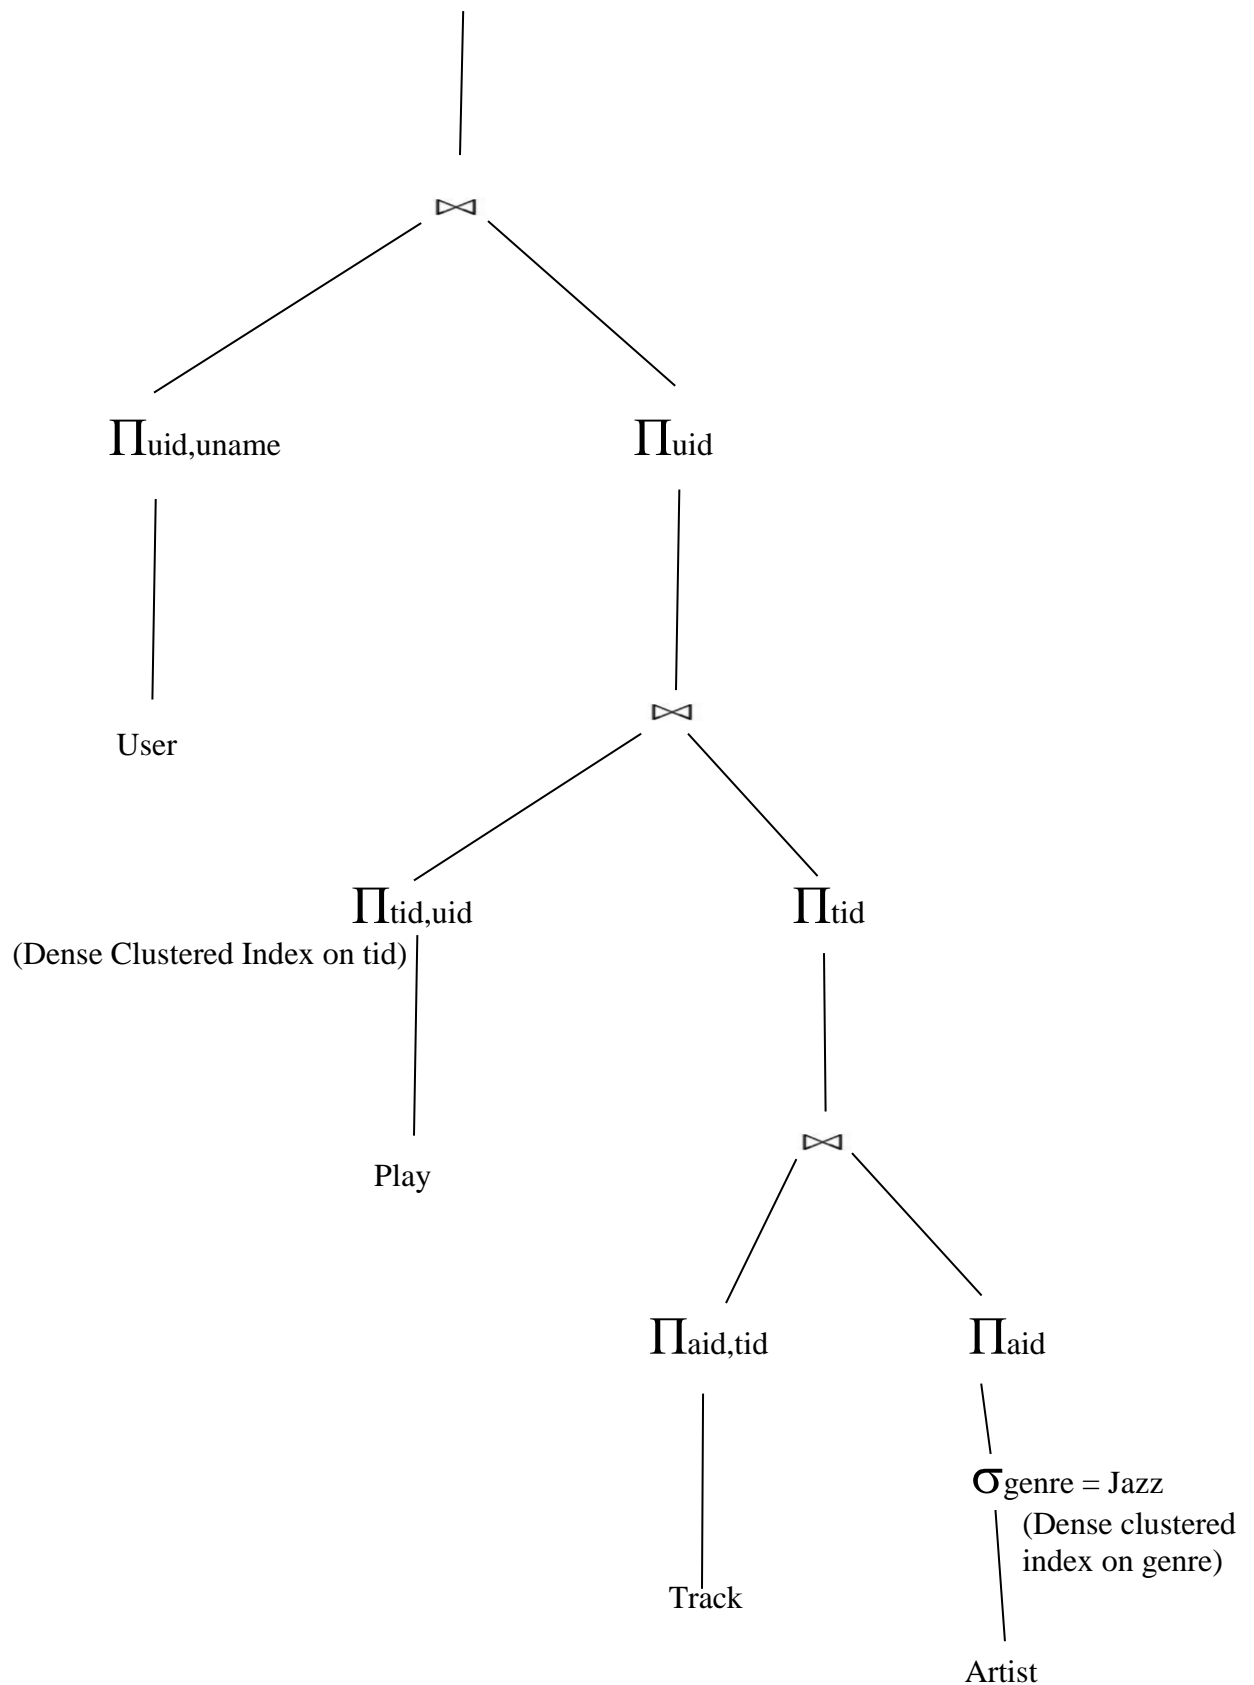 ⋈
Πuid,uname
Πuid
User
⋈
Πtid,uid
Πtid
(Dense Clustered Index on tid)
Play
⋈
Πaid,tid
Πaid
σgenre = Jazz
(Dense clustered
index on genre)
Track
Artist